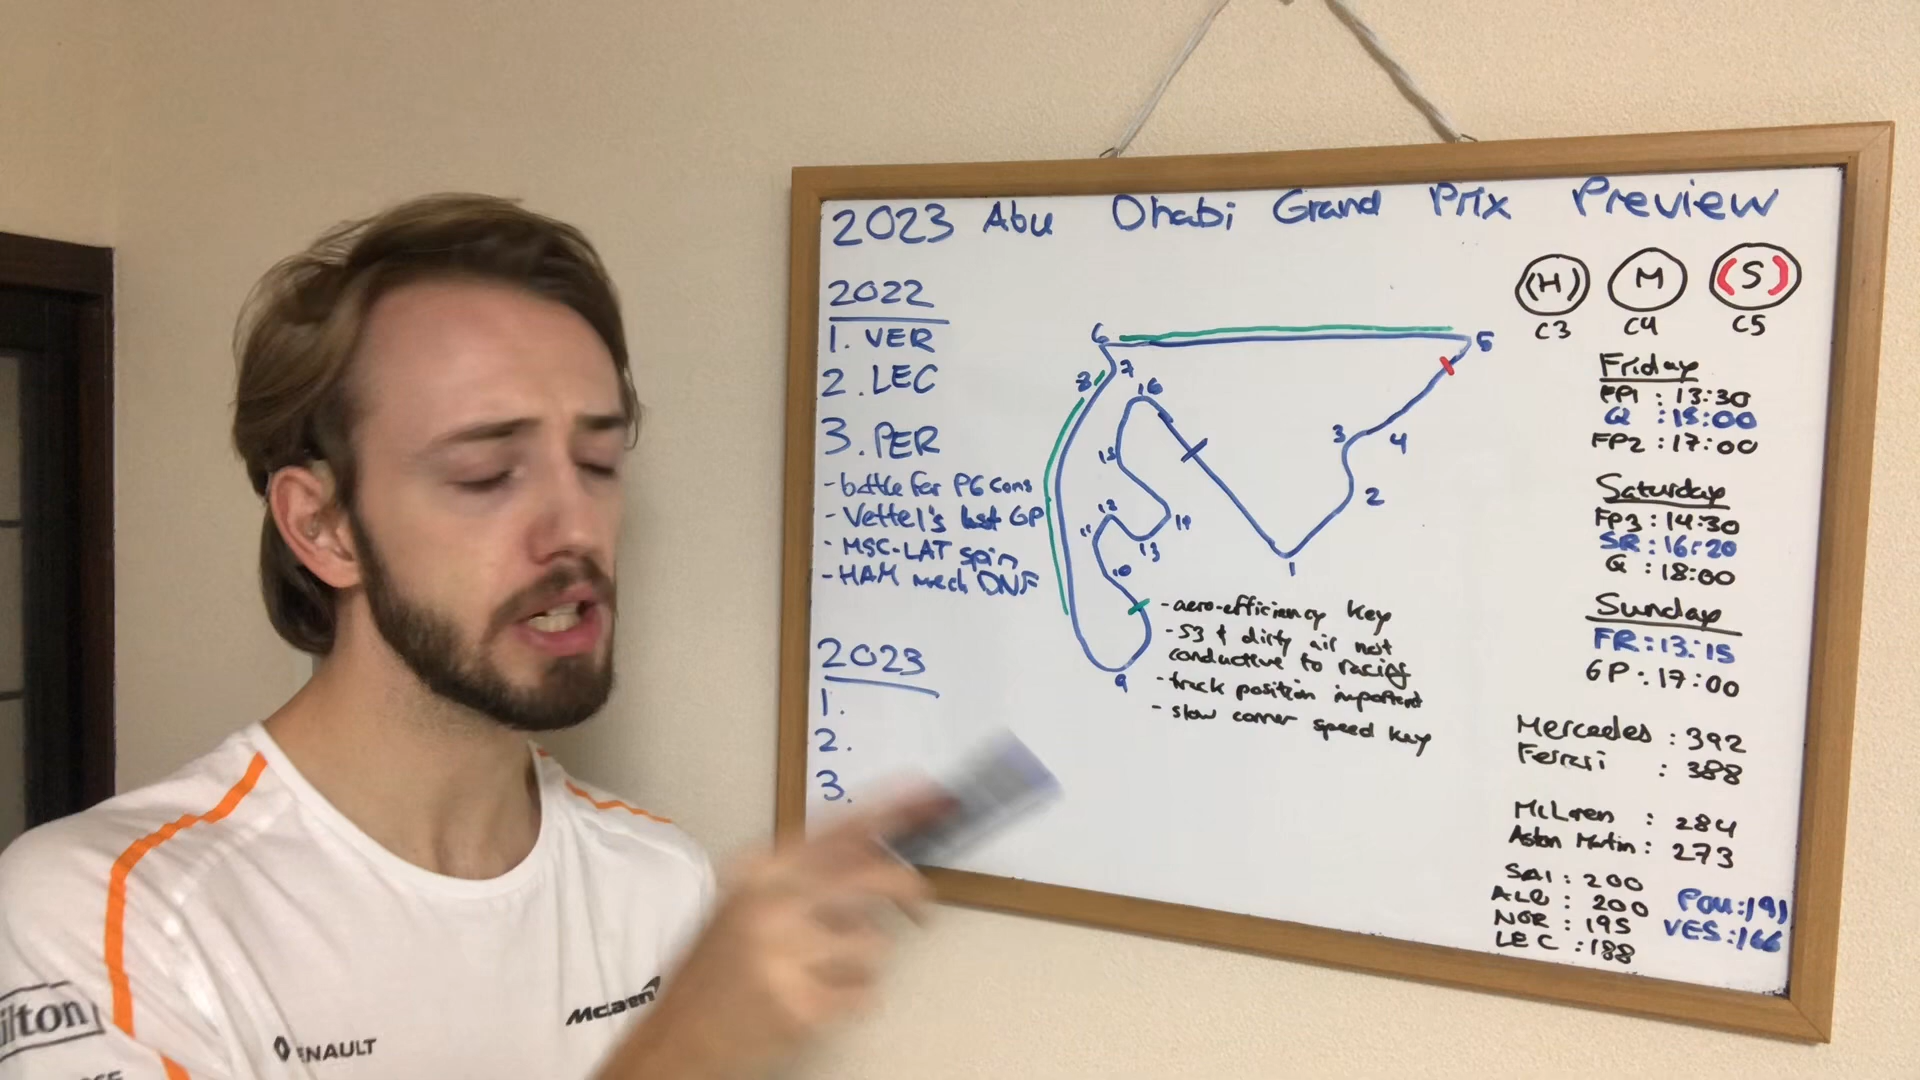 2023 Abu Dhabi Grand Prix Preview
2022
1. VER
2. LEC
3. PER
- battle for P6 cons
- Vettel's last GP
- MSC-LAT spin
- HAM mech DNF
2023
1.
2.
3.
6
5
7
8
16
3
4
15
2
12
11
14
13
10
1
9
- aero-efficiency key
- S3 & dirty air not
conductive to racing
- track position important
- slow corner speed key
(H) M (S)
C3 C4 C5
Friday
FP1 : 13:30
Q : 15:00
FP2 : 17:00
Saturday
FP3 : 14:30
SR : 16:20
Q : 18:00
Sunday
FR : 13:15
GP : 17:00
Mercedes : 392
Ferrari : 388
McLaren : 284
Aston Martin : 273
SAI : 200
ALO : 200
NOR : 195
LEC : 188
POU : 191
VES : 166
ilton
ENAULT
McLaren